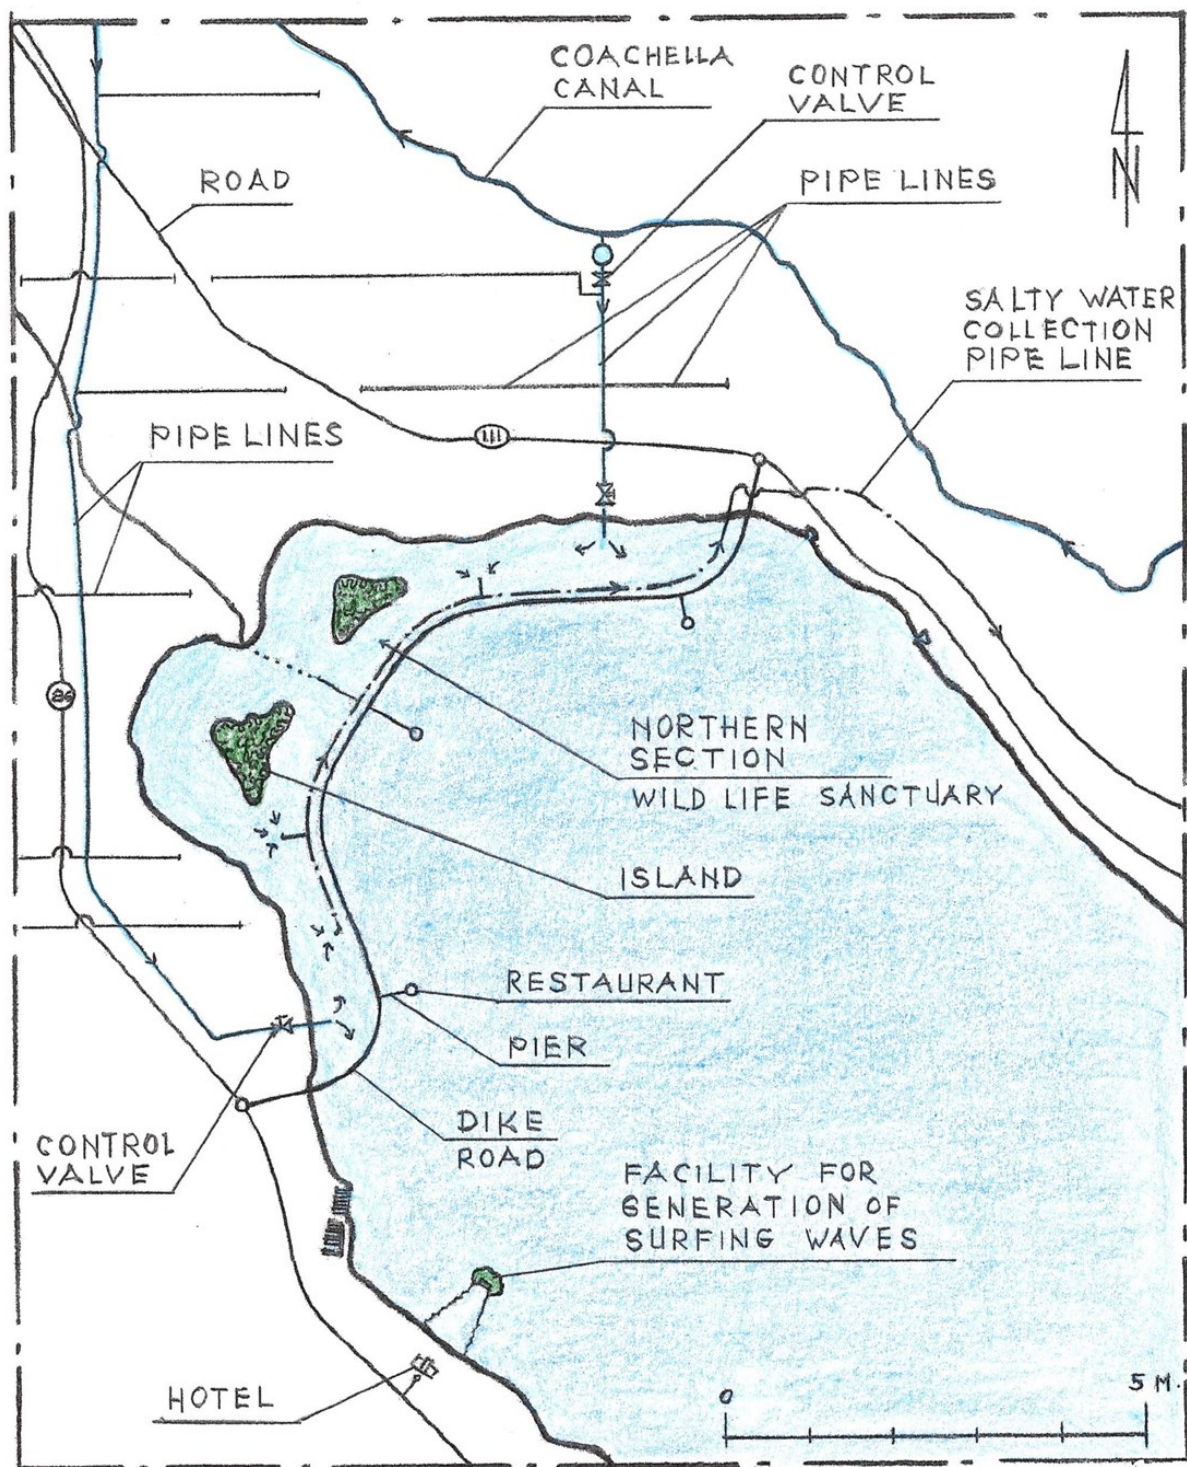 COACHELLA
CANAL
CONTROL
VALVE
N
ROAD
PIPE LINES
SALTY WATER
COLLECTION
PIPE LINE
PIPE LINES
111
86
NORTHERN
SECTION
WILD LIFE SANCTUARY
ISLAND
RESTAURANT
PIER
DIKE
ROAD
CONTROL
VALVE
FACILITY FOR
GENERATION OF
SURFING WAVES
HOTEL
0
5 M.